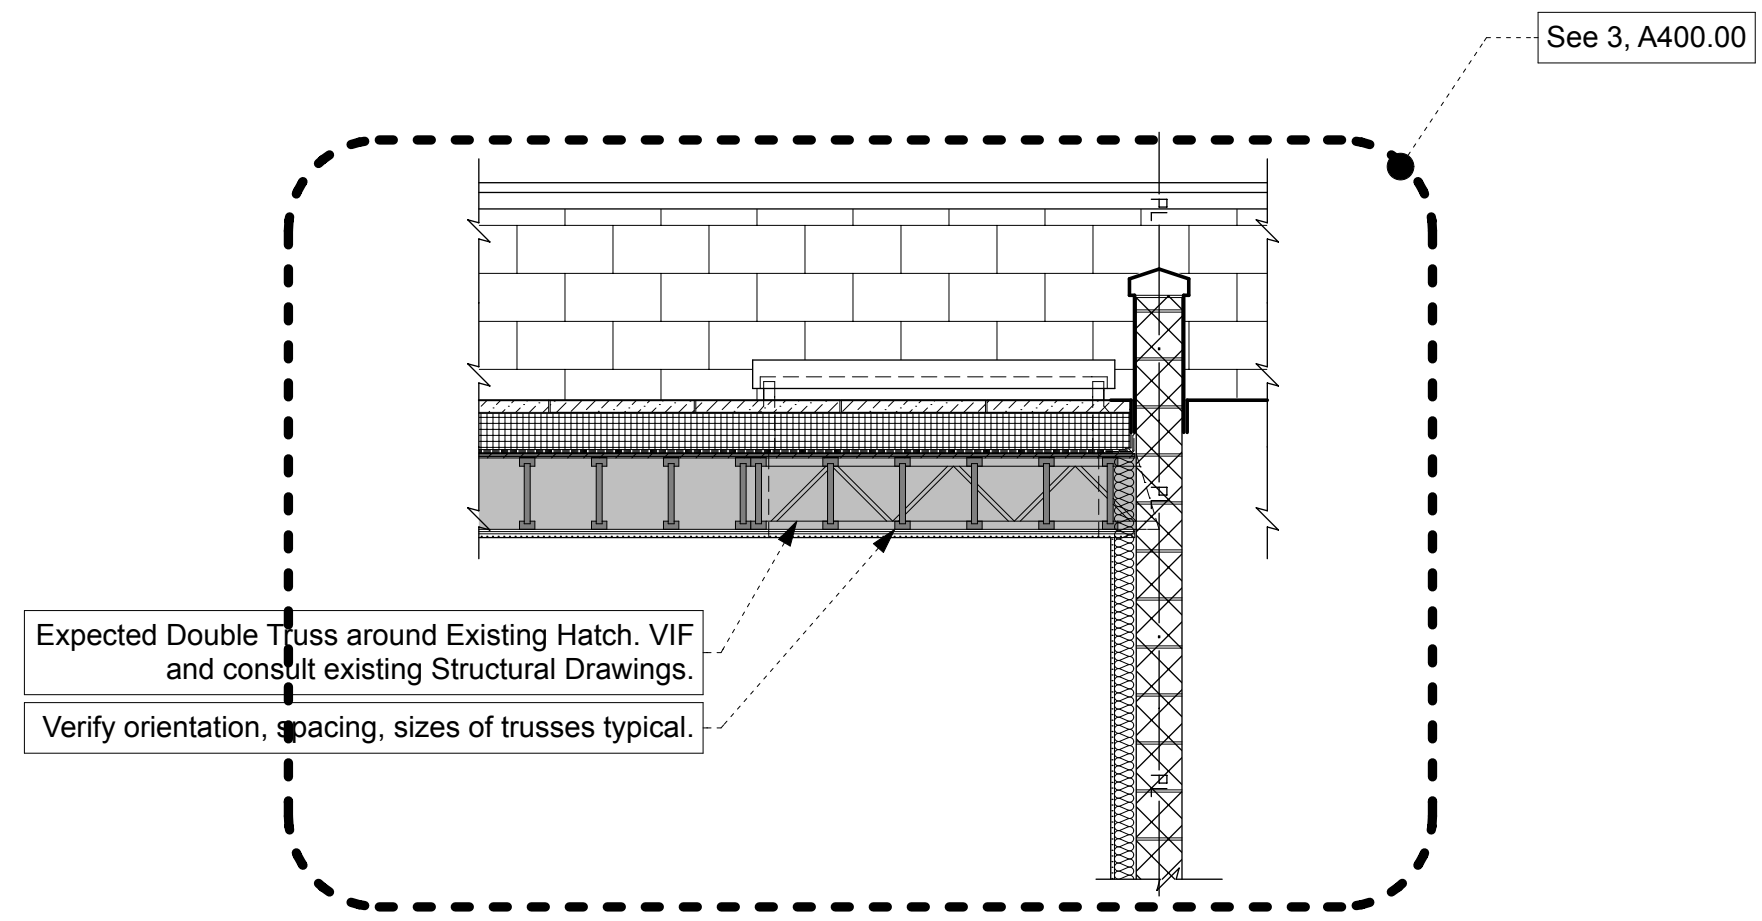 See 3, A400.00
Expected Double Truss around Existing Hatch. VIF
and consult existing Structural Drawings.
Verify orientation, spacing, sizes of trusses typical.